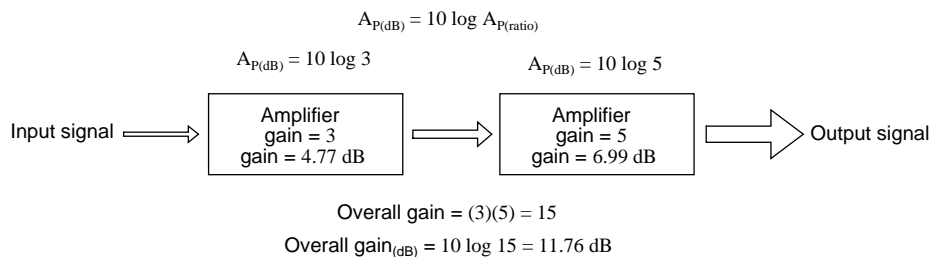 A_P(dB) = 10 log A_P(ratio)
A_P(dB) = 10 log 3
A_P(dB) = 10 log 5
Input signal
Amplifier
gain = 3
gain = 4.77 dB
Amplifier
gain = 5
gain = 6.99 dB
Output signal
Overall gain = (3)(5) = 15
Overall gain_(dB) = 10 log 15 = 11.76 dB